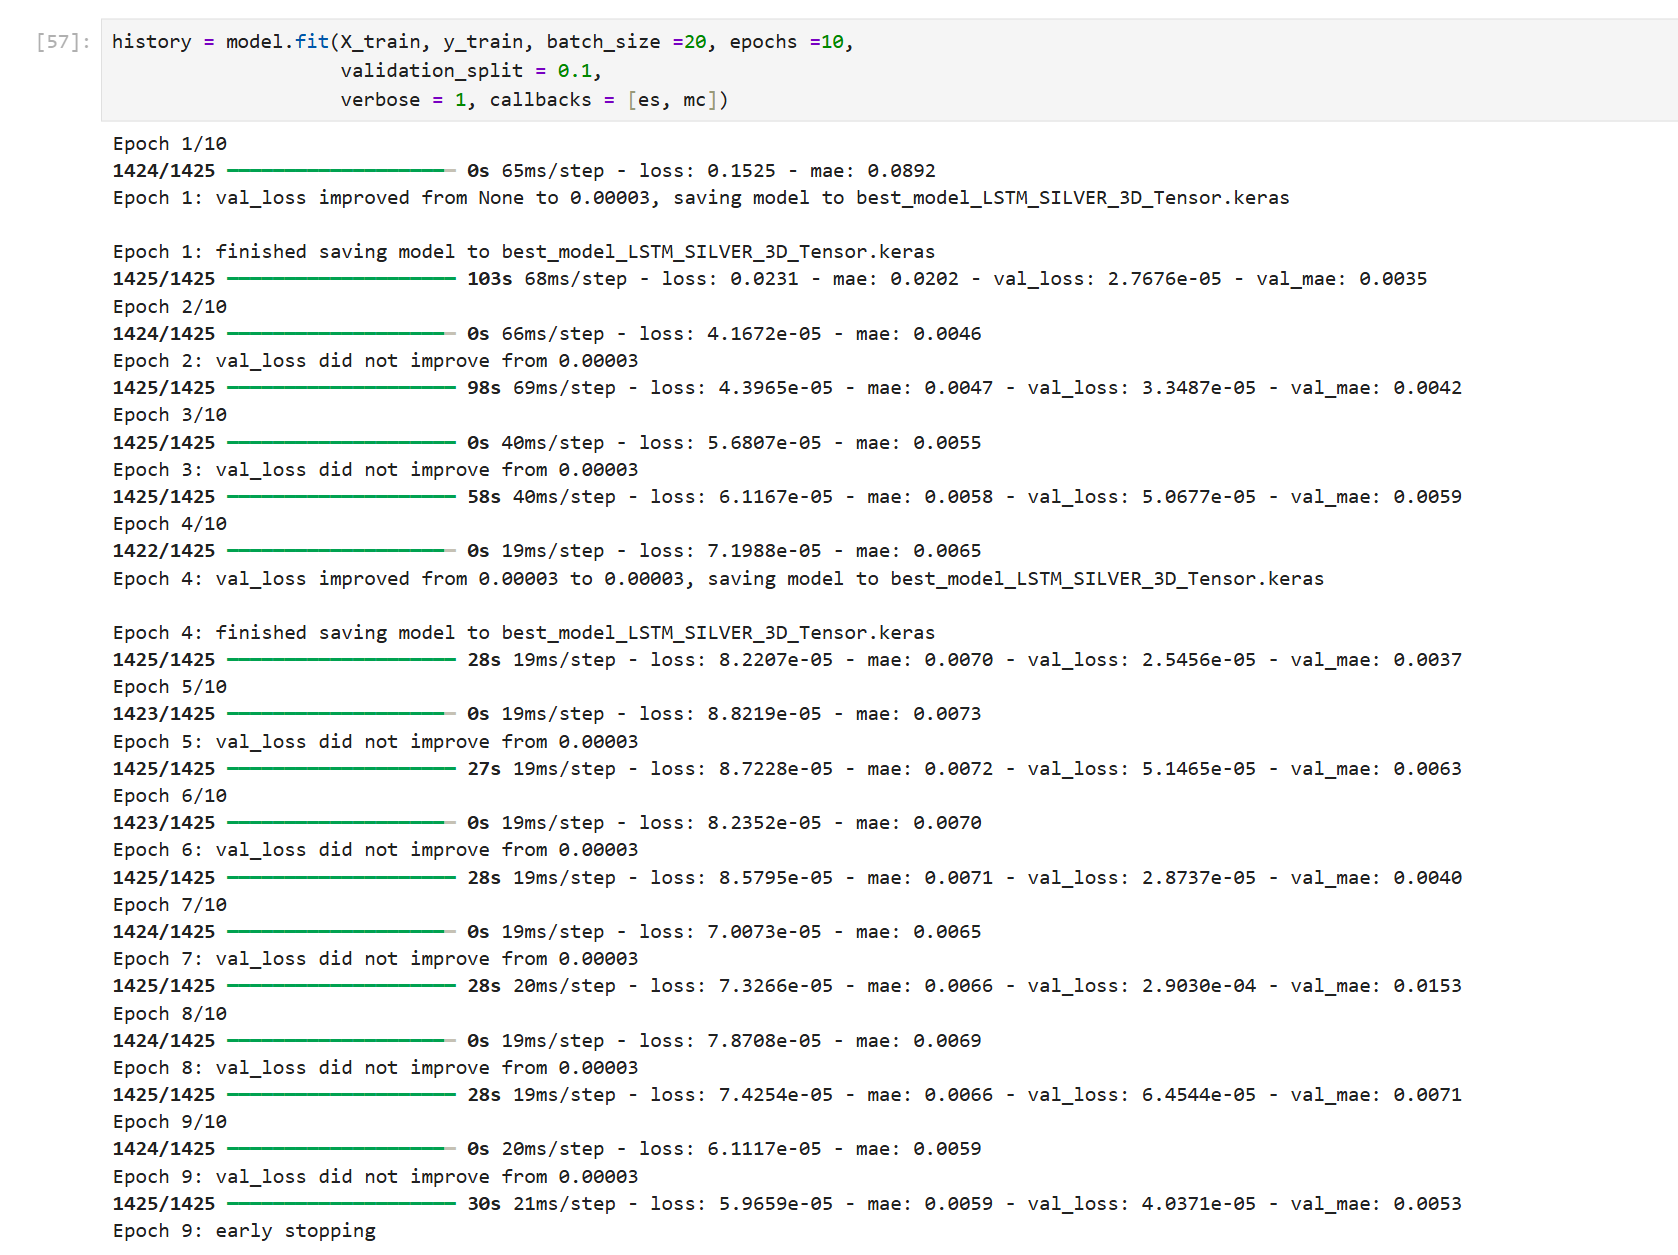 [57]: history = model.fit(X_train, y_train, batch_size =20, epochs =10,
validation_split = 0.1,
verbose = 1, callbacks = [es, mc])
Epoch 1/10
1424/1425 0s 65ms/step - loss: 0.1525 - mae: 0.0892
Epoch 1: val_loss improved from None to 0.00003, saving model to best_model_LSTM_SILVER_3D_Tensor.keras
Epoch 1: finished saving model to best_model_LSTM_SILVER_3D_Tensor.keras
1425/1425 103s 68ms/step - loss: 0.0231 - mae: 0.0202 - val_loss: 2.7676e-05 - val_mae: 0.0035
Epoch 2/10
1424/1425 0s 66ms/step - loss: 4.1672e-05 - mae: 0.0046
Epoch 2: val_loss did not improve from 0.00003
1425/1425 98s 69ms/step - loss: 4.3965e-05 - mae: 0.0047 - val_loss: 3.3487e-05 - val_mae: 0.0042
Epoch 3/10
1425/1425 0s 40ms/step - loss: 5.6807e-05 - mae: 0.0055
Epoch 3: val_loss did not improve from 0.00003
1425/1425 58s 40ms/step - loss: 6.1167e-05 - mae: 0.0058 - val_loss: 5.0677e-05 - val_mae: 0.0059
Epoch 4/10
1422/1425 0s 19ms/step - loss: 7.1988e-05 - mae: 0.0065
Epoch 4: val_loss improved from 0.00003 to 0.00003, saving model to best_model_LSTM_SILVER_3D_Tensor.keras
Epoch 4: finished saving model to best_model_LSTM_SILVER_3D_Tensor.keras
1425/1425 28s 19ms/step - loss: 8.2207e-05 - mae: 0.0070 - val_loss: 2.5456e-05 - val_mae: 0.0037
Epoch 5/10
1423/1425 0s 19ms/step - loss: 8.8219e-05 - mae: 0.0073
Epoch 5: val_loss did not improve from 0.00003
1425/1425 27s 19ms/step - loss: 8.7228e-05 - mae: 0.0072 - val_loss: 5.1465e-05 - val_mae: 0.0063
Epoch 6/10
1423/1425 0s 19ms/step - loss: 8.2352e-05 - mae: 0.0070
Epoch 6: val_loss did not improve from 0.00003
1425/1425 28s 19ms/step - loss: 8.5795e-05 - mae: 0.0071 - val_loss: 2.8737e-05 - val_mae: 0.0040
Epoch 7/10
1424/1425 0s 19ms/step - loss: 7.0073e-05 - mae: 0.0065
Epoch 7: val_loss did not improve from 0.00003
1425/1425 28s 20ms/step - loss: 7.3266e-05 - mae: 0.0066 - val_loss: 2.9030e-04 - val_mae: 0.0153
Epoch 8/10
1424/1425 0s 19ms/step - loss: 7.8708e-05 - mae: 0.0069
Epoch 8: val_loss did not improve from 0.00003
1425/1425 28s 19ms/step - loss: 7.4254e-05 - mae: 0.0066 - val_loss: 6.4544e-05 - val_mae: 0.0071
Epoch 9/10
1424/1425 0s 20ms/step - loss: 6.1117e-05 - mae: 0.0059
Epoch 9: val_loss did not improve from 0.00003
1425/1425 30s 21ms/step - loss: 5.9659e-05 - mae: 0.0059 - val_loss: 4.0371e-05 - val_mae: 0.0053
Epoch 9: early stopping